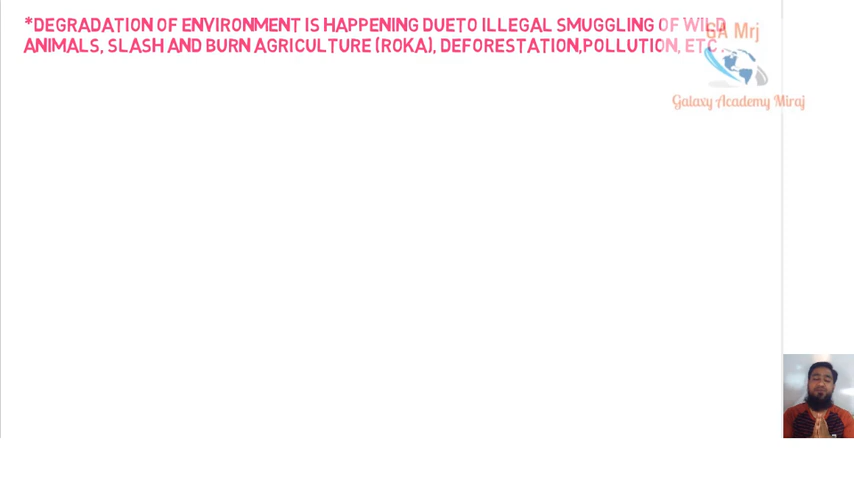 *DEGRADATION OF ENVIRONMENT IS HAPPENING DUETO ILLEGAL SMUGGLING OF WILD
ANIMALS, SLASH AND BURN AGRICULTURE (ROKA), DEFORESTATION,POLLUTION, ETC .
GA Mrj
Galaxy Academy Miraj